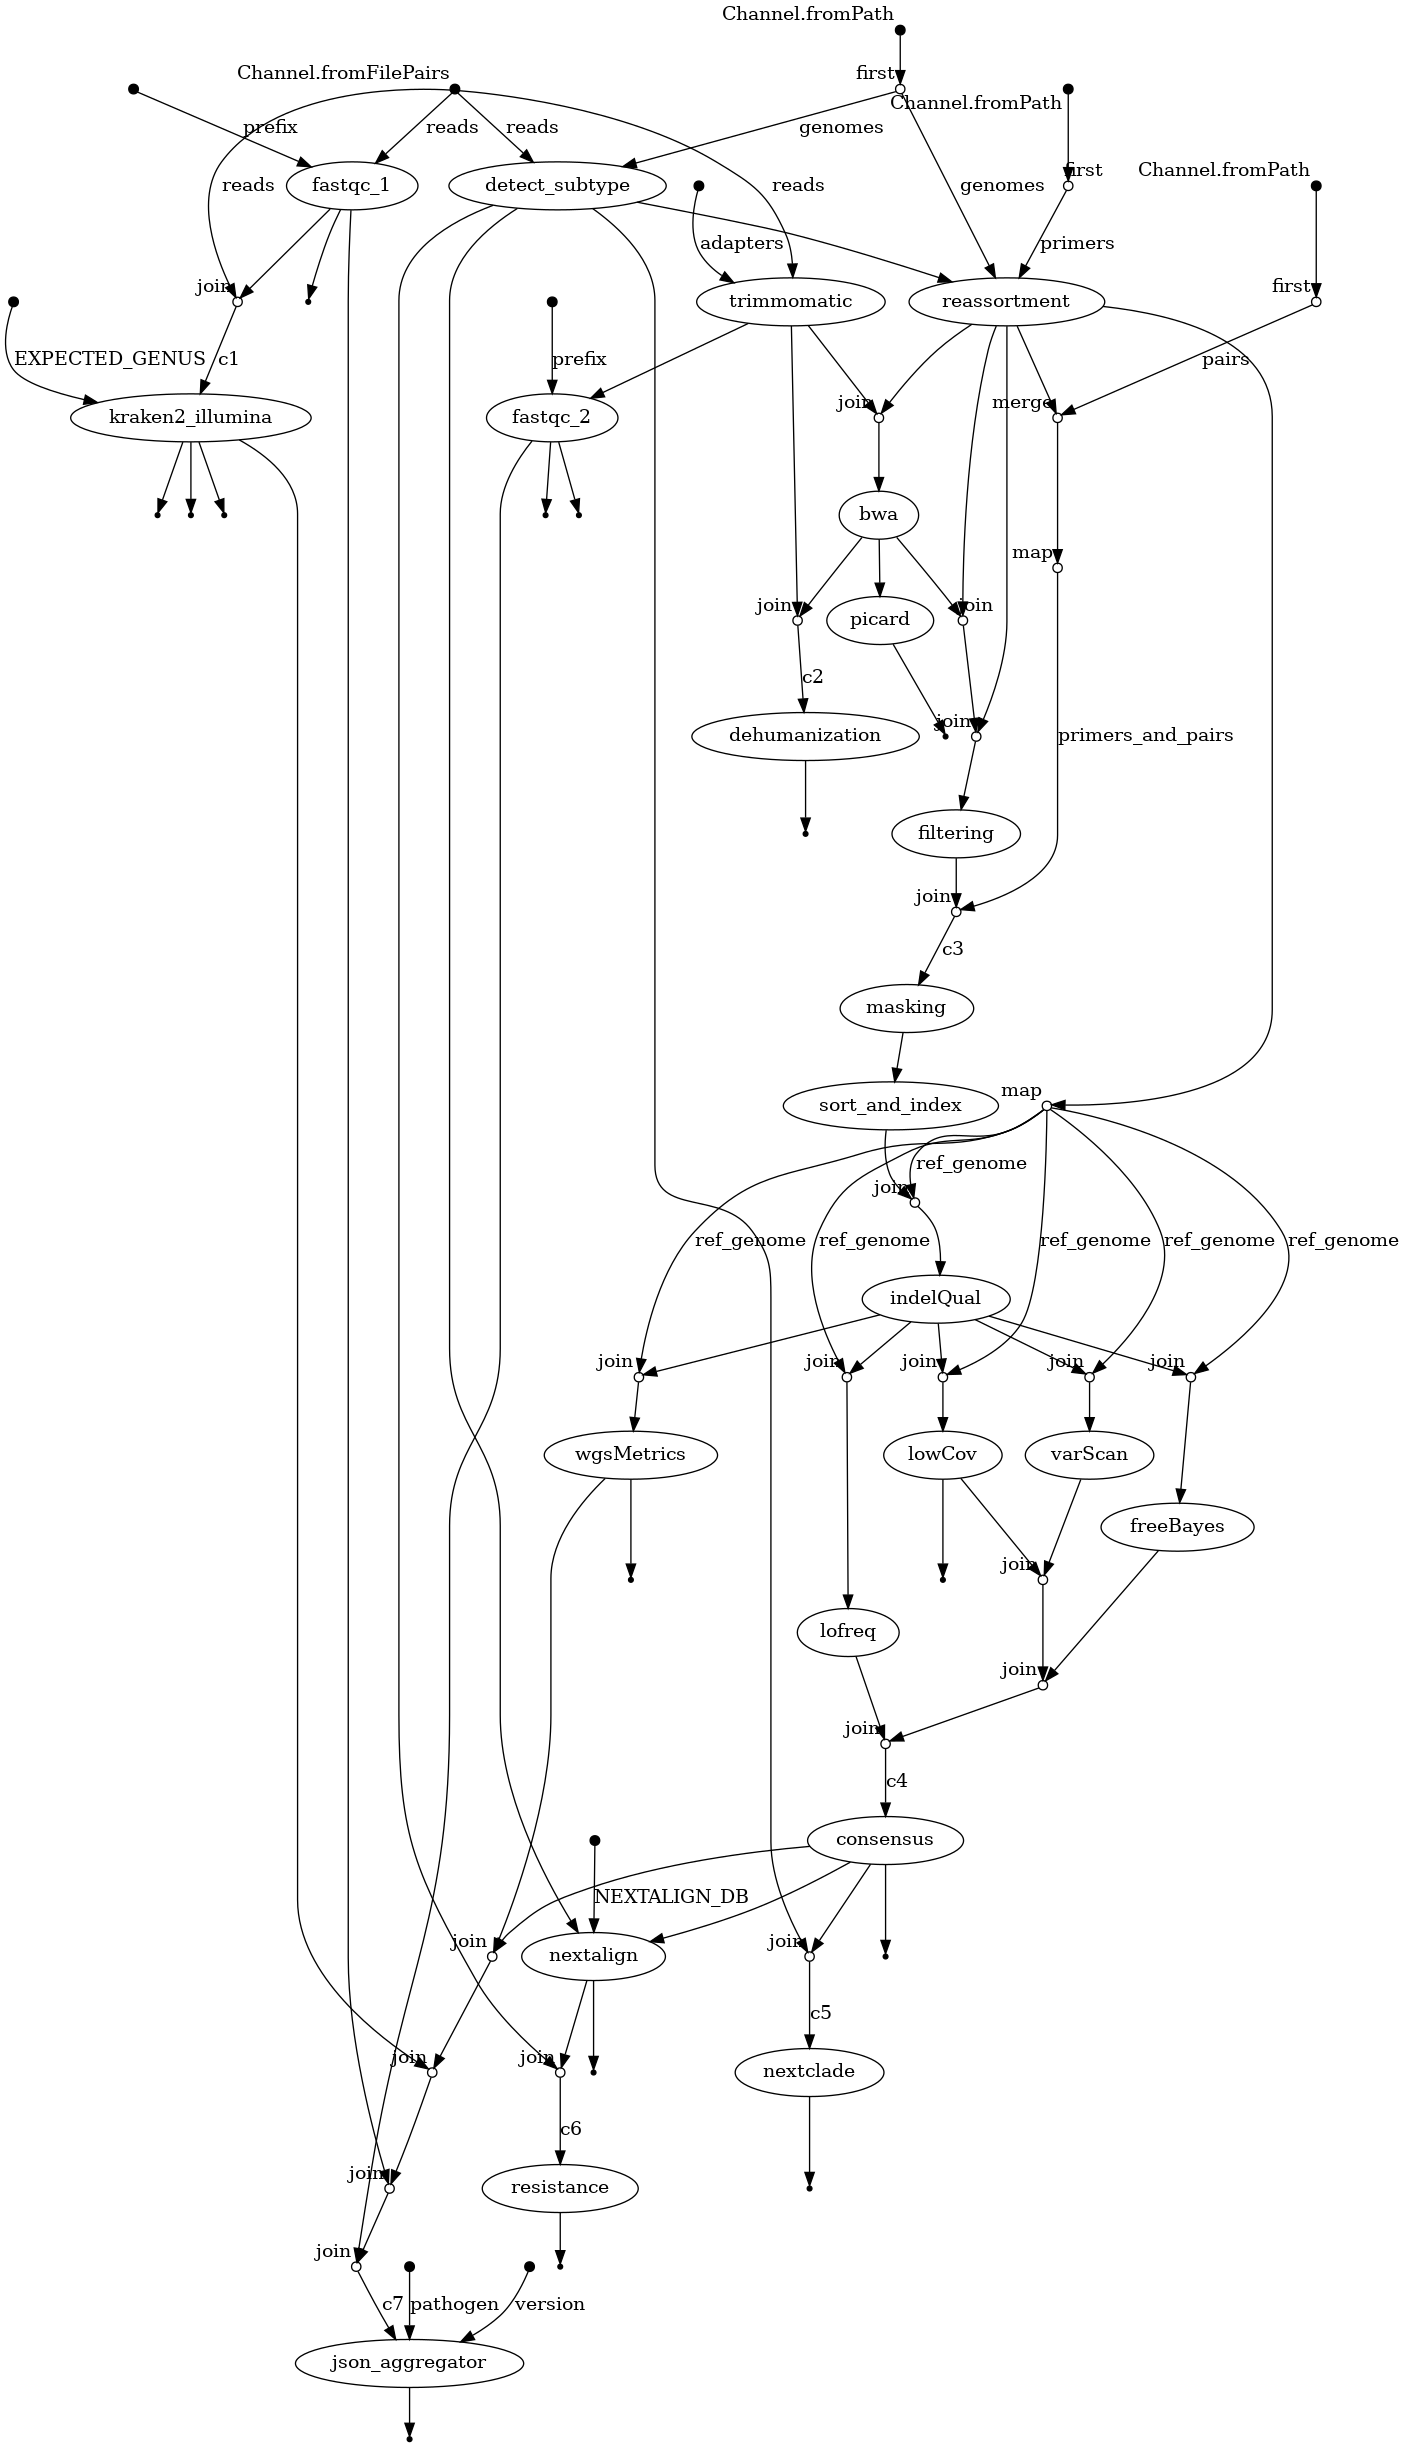 Channel.fromPath
Channel.fromFilePairs
first
Channel.fromPath
prefix
reads
reads
genomes
first
Channel.fromPath
reads
fastqc_1
detect_subtype
reads
genomes
adapters
primers
join
trimmomatic
reassortment
first
EXPECTED_GENUS
c1
prefix
pairs
kraken2_illumina
fastqc_2
join
merge
bwa
map
join
picard
join
c2
dehumanization
join
primers_and_pairs
filtering
join
c3
masking
sort_and_index
map
join
ref_genome
ref_genome
ref_genome
ref_genome
ref_genome
ref_genome
indelQual
join
join
join
join
join
wgsMetrics
lowCov
varScan
freeBayes
join
lofreq
join
join
c4
consensus
NEXTALIGN_DB
join
nextalign
join
c5
join
join
nextclade
c6
join
resistance
join
c7
pathogen
version
json_aggregator